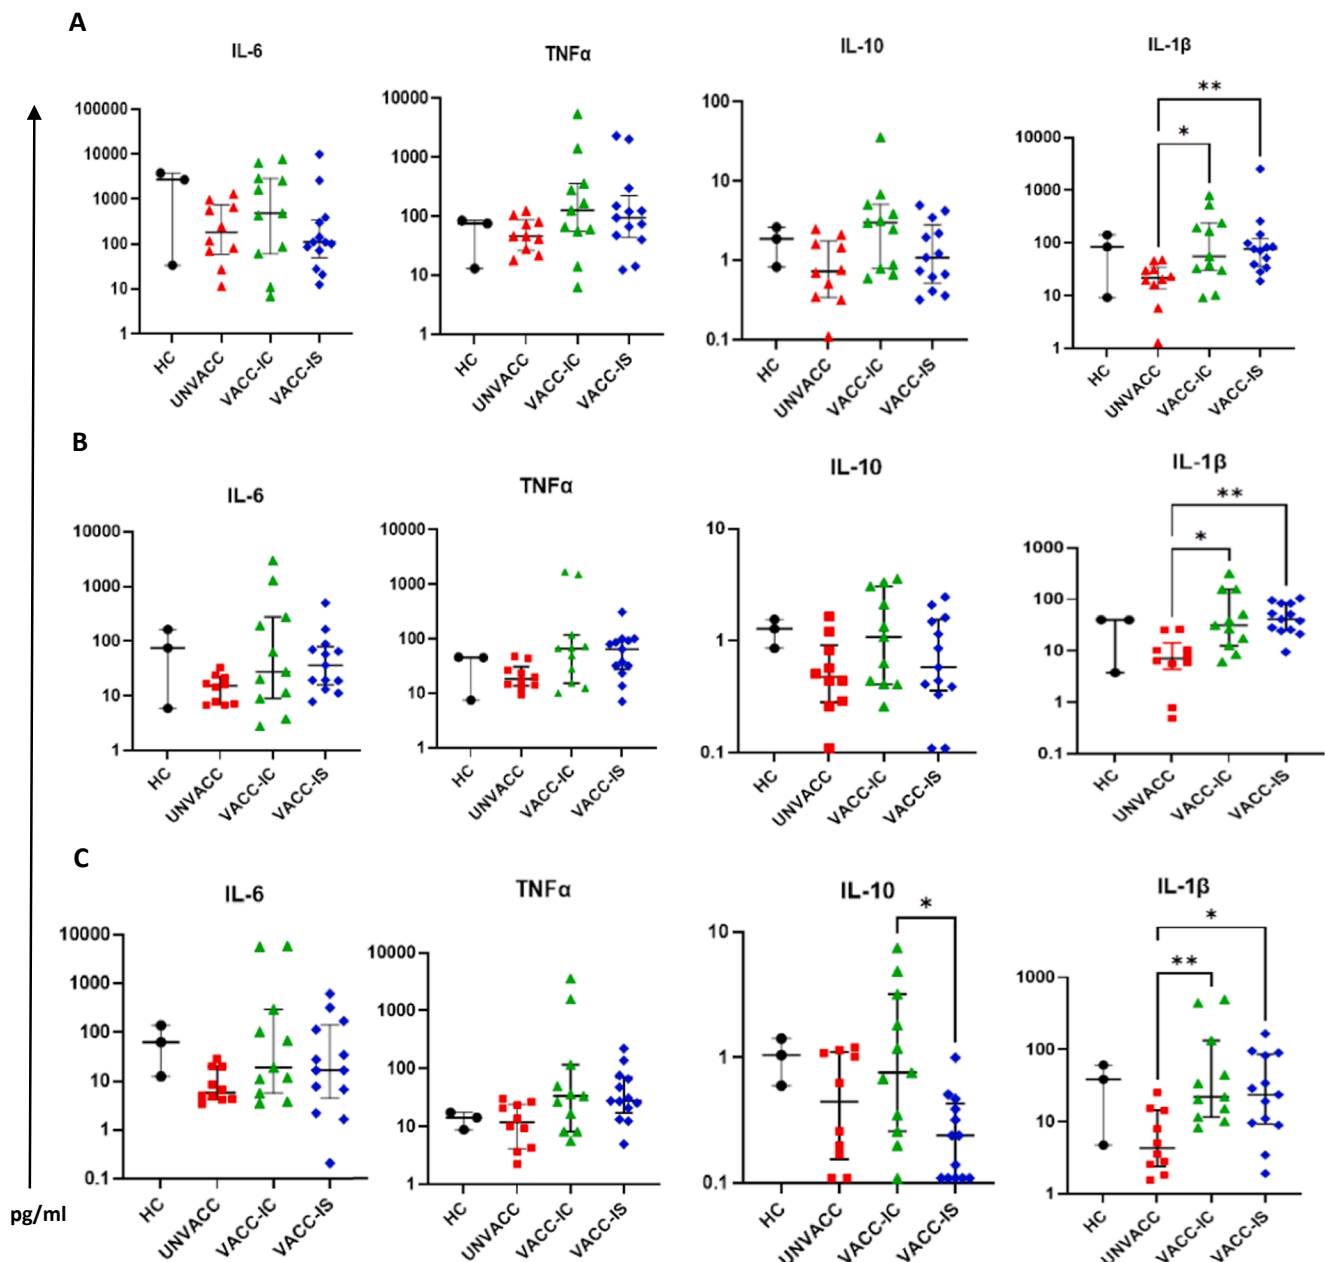 A
IL-6
TNFα
IL-10
IL-1β
100000
10000
1000
100
10
1
10000
1000
100
10
1
100
10
1
0.1
10000
1000
100
10
1
*
**
HC
UNVACC
VACC-IC
VACC-IS
HC
UNVACC
VACC-IC
VACC-IS
HC
UNVACC
VACC-IC
VACC-IS
HC
UNVACC
VACC-IC
VACC-IS
B
IL-6
TNFα
IL-10
IL-1β
10000
1000
100
10
1
10000
1000
100
10
1
10
1
0.1
1000
100
10
1
0.1
*
**
HC
UNVACC
VACC-IC
VACC-IS
HC
UNVACC
VACC-IC
VACC-IS
HC
UNVACC
VACC-IC
VACC-IS
HC
UNVACC
VACC-IC
VACC-IS
C
IL-6
TNFα
IL-10
IL-1β
10000
1000
100
10
1
0.1
10000
1000
100
10
1
10
1
0.1
*
1000
100
10
1
**
*
HC
UNVACC
VACC-IC
VACC-IS
HC
UNVACC
VACC-IC
VACC-IS
HC
UNVACC
VACC-IC
VACC-IS
HC
UNVACC
VACC-IC
VACC-IS
pg/ml